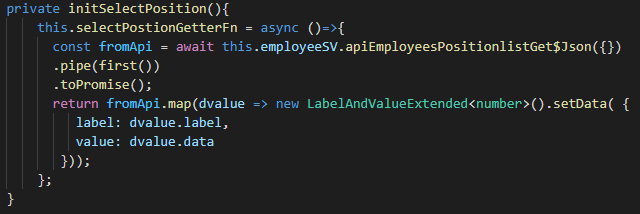 private initSelectPosition(){
this.selectPostionGetterFn = async ()=>{
const fromApi = await this.employeeSV.apiEmployeesPositionlistGet$Json({})
.pipe(first())
.toPromise();
return fromApi.map(dvalue => new LabelAndValueExtended<number>().setData( {
label: dvalue.label,
value: dvalue.data
}));
};
}